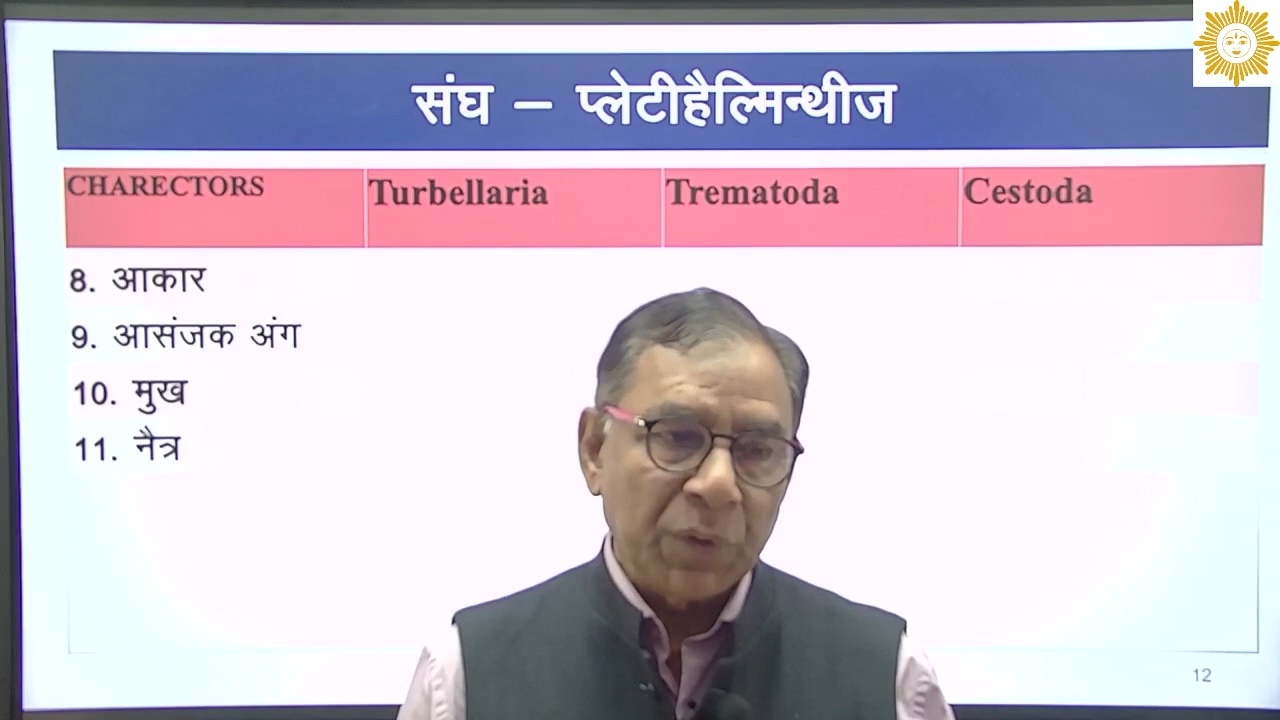 संघ – प्लेटीहैल्मिन्थीज
CHARECTORS Turbellaria Trematoda Cestoda
8. आकार
9. आसंजक अंग
10. मुख
11. नैत्र
12